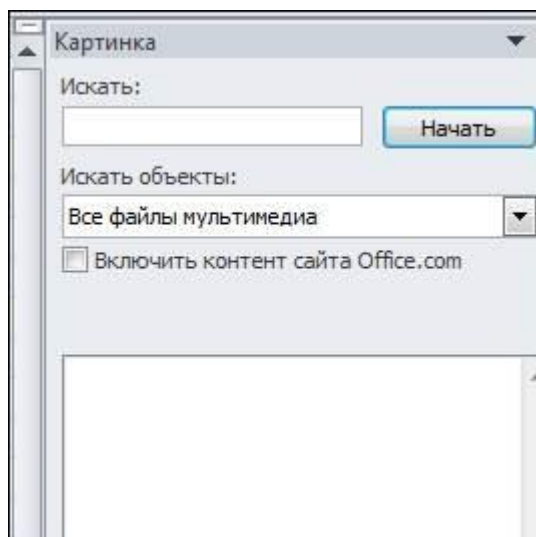 Картинка
Искать:
Начать
Искать объекты:
Все файлы мультимедиа
Включить контент сайта Office.com